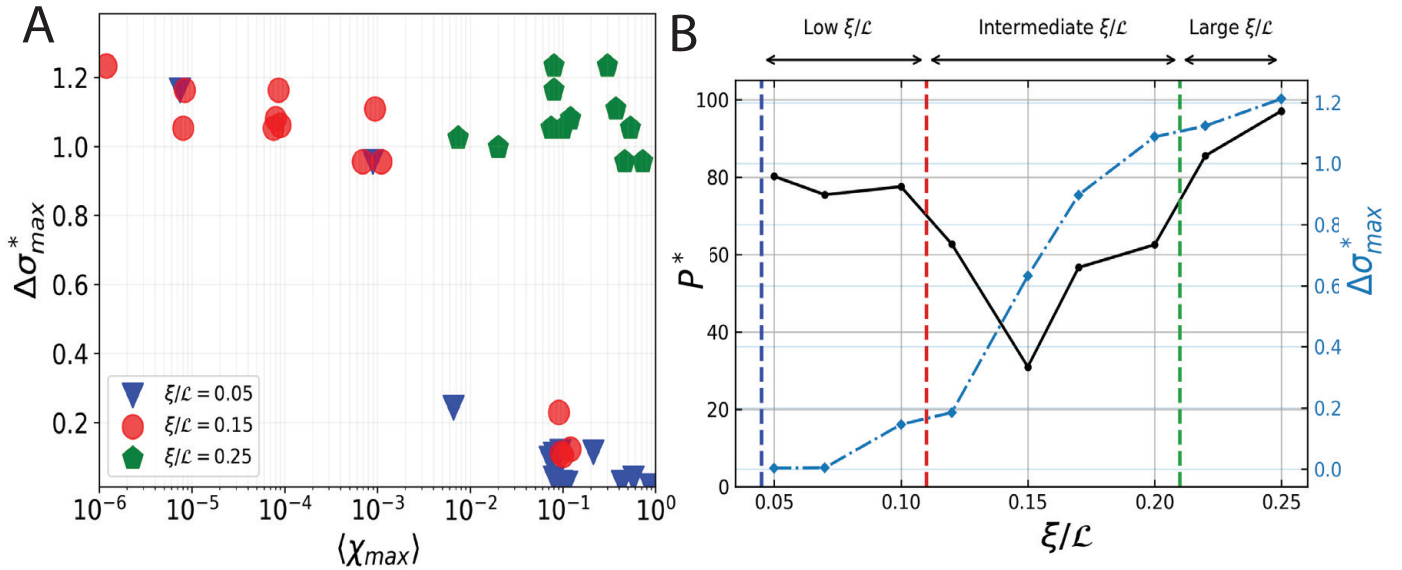 A
Δσ*max
1.2
1.0
0.8
0.6
0.4
0.2
ξ/ℒ = 0.05
ξ/ℒ = 0.15
ξ/ℒ = 0.25
10⁻⁶ 10⁻⁵ 10⁻⁴ 10⁻³ 10⁻² 10⁻¹ 10⁰
⟨χmax⟩
B
Low ξ/ℒ Intermediate ξ/ℒ Large ξ/ℒ
P*
100
80
60
40
20
0
0.05 0.10 0.15 0.20 0.25
ξ/ℒ
1.2
1.0
0.8
0.6
0.4
0.2
0.0
Δσ*max